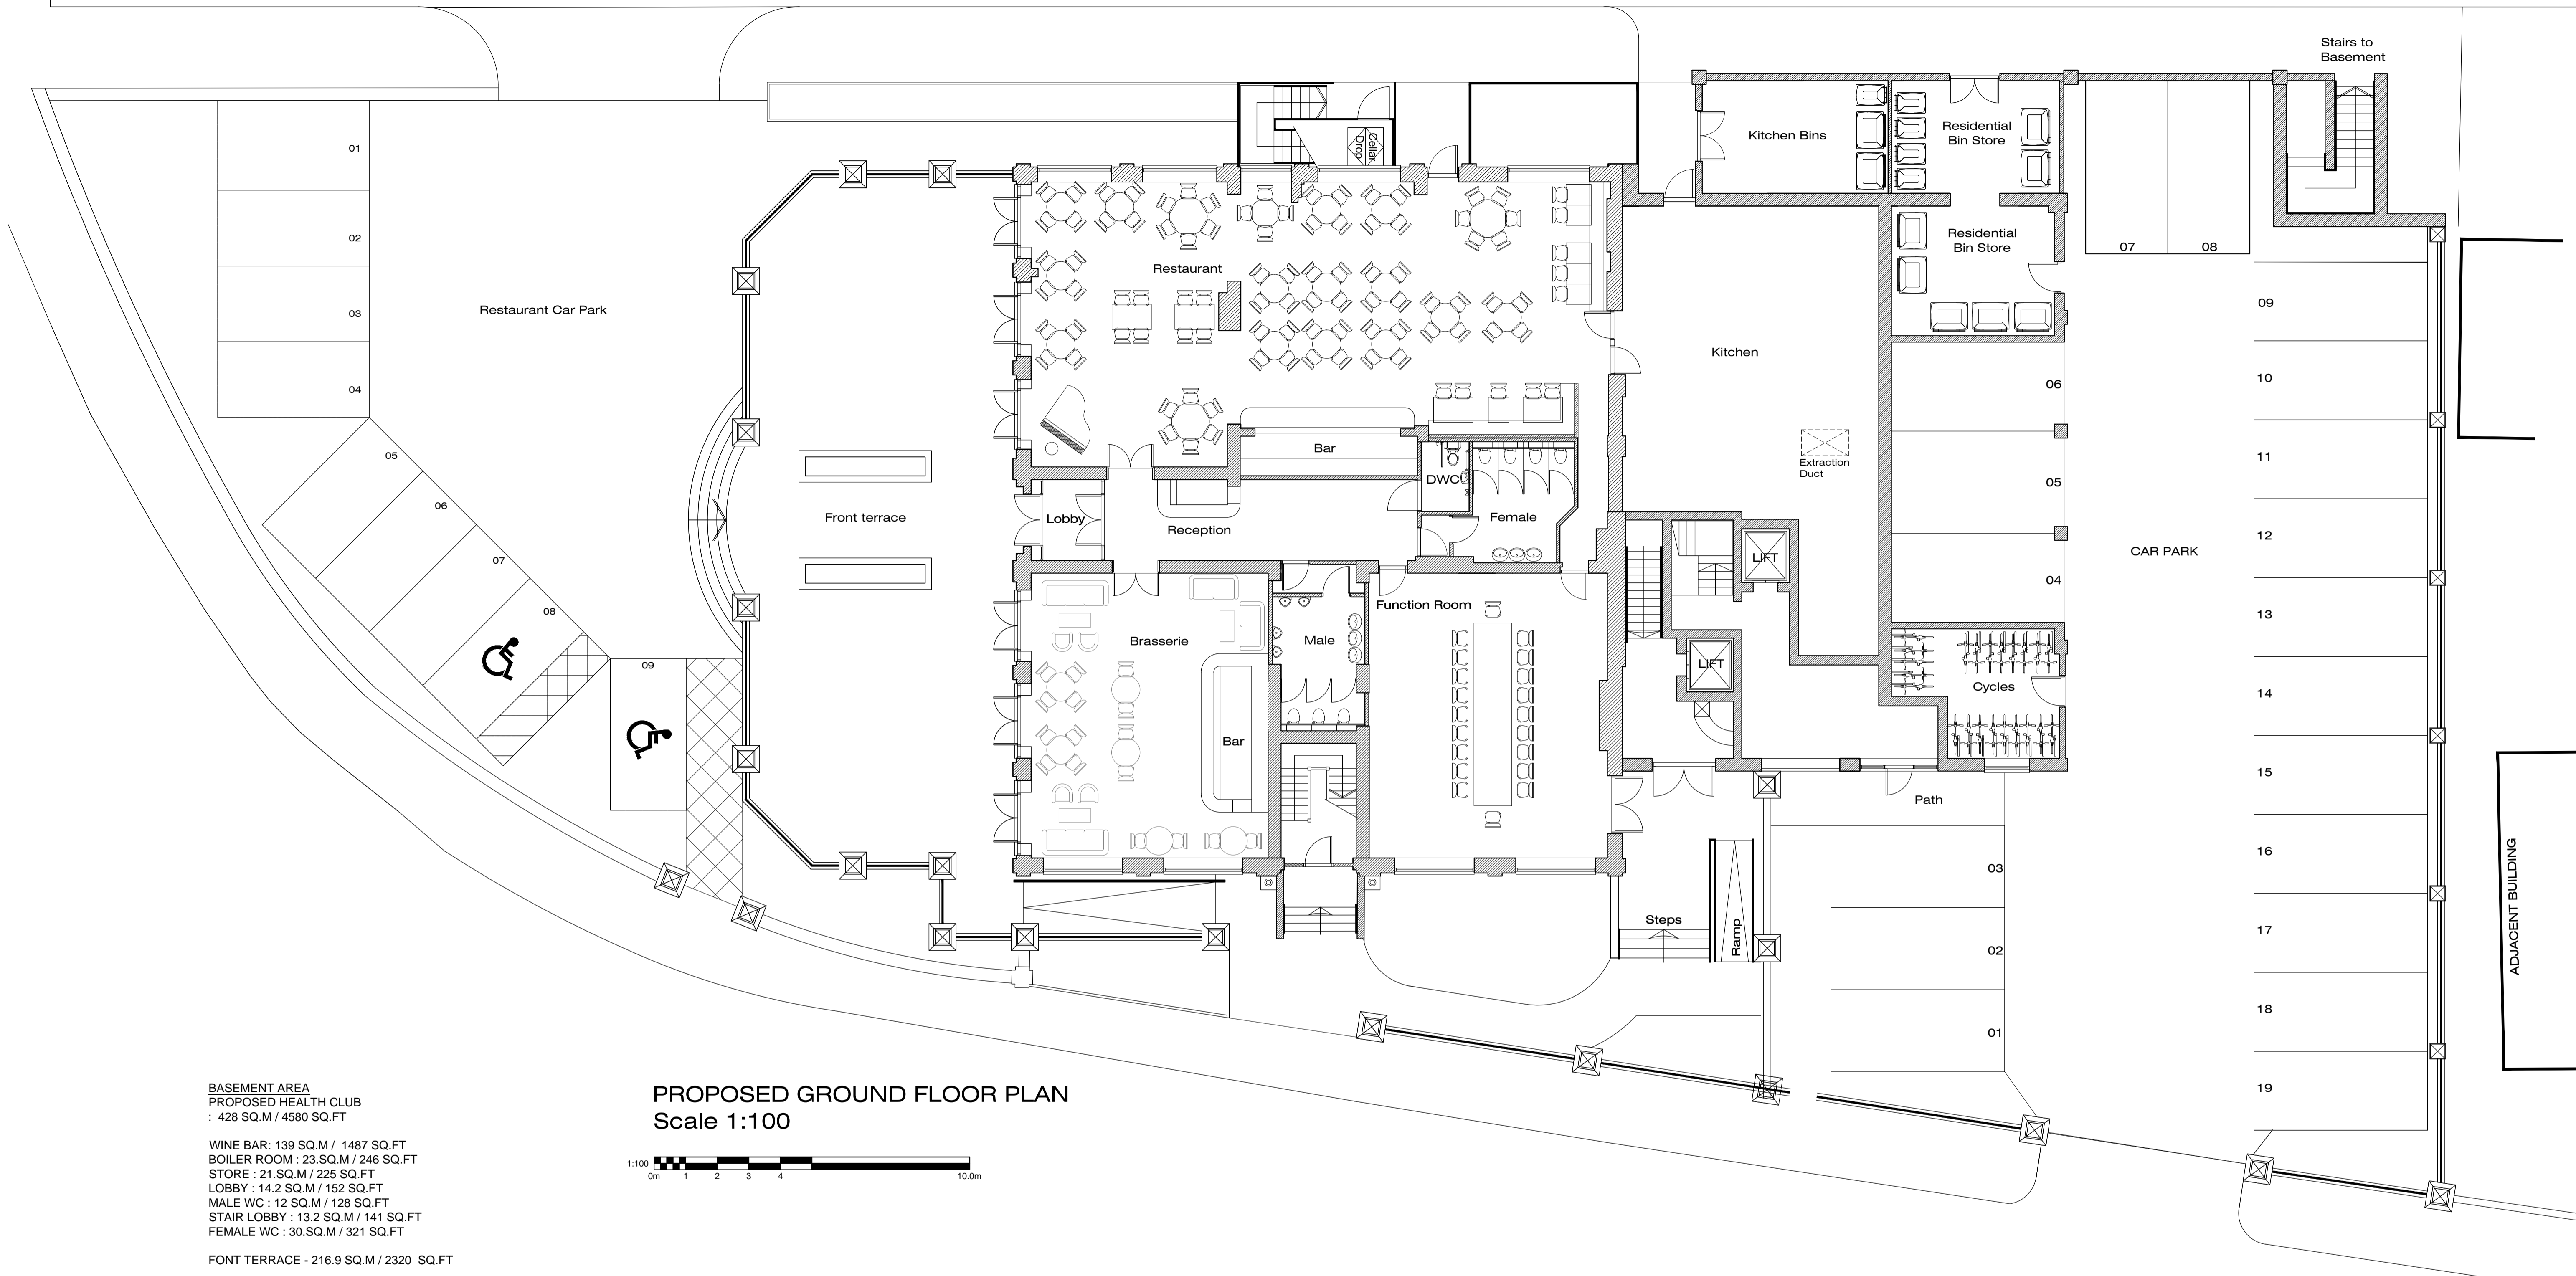 Stairs to
Basement
01
02
03
04
Restaurant Car Park
05
06
07
08
09
Front terrace
Cellar
Drop
Restaurant
Bar
DWC
Female
Lobby
Reception
Brasserie
Male
Bar
Function Room
Kitchen Bins
Residential
Bin Store
Residential
Bin Store
Kitchen
Extraction
Duct
LIFT
LIFT
06
05
04
Cycles
Path
Steps
Ramp
03
02
01
CAR PARK
07
08
09
10
11
12
13
14
15
16
17
18
19
ADJACENT BUILDING
BASEMENT AREA
PROPOSED HEALTH CLUB
: 428 SQ.M / 4580 SQ.FT
WINE BAR: 139 SQ.M / 1487 SQ.FT
BOILER ROOM : 23.SQ.M / 246 SQ.FT
STORE : 21.SQ.M / 225 SQ.FT
LOBBY : 14.2 SQ.M / 152 SQ.FT
MALE WC : 12 SQ.M / 128 SQ.FT
STAIR LOBBY : 13.2 SQ.M / 141 SQ.FT
FEMALE WC : 30.SQ.M / 321 SQ.FT
FONT TERRACE - 216.9 SQ.M / 2320 SQ.FT
PROPOSED GROUND FLOOR PLAN
Scale 1:100
1:100
0m 1 2 3 4 10.0m